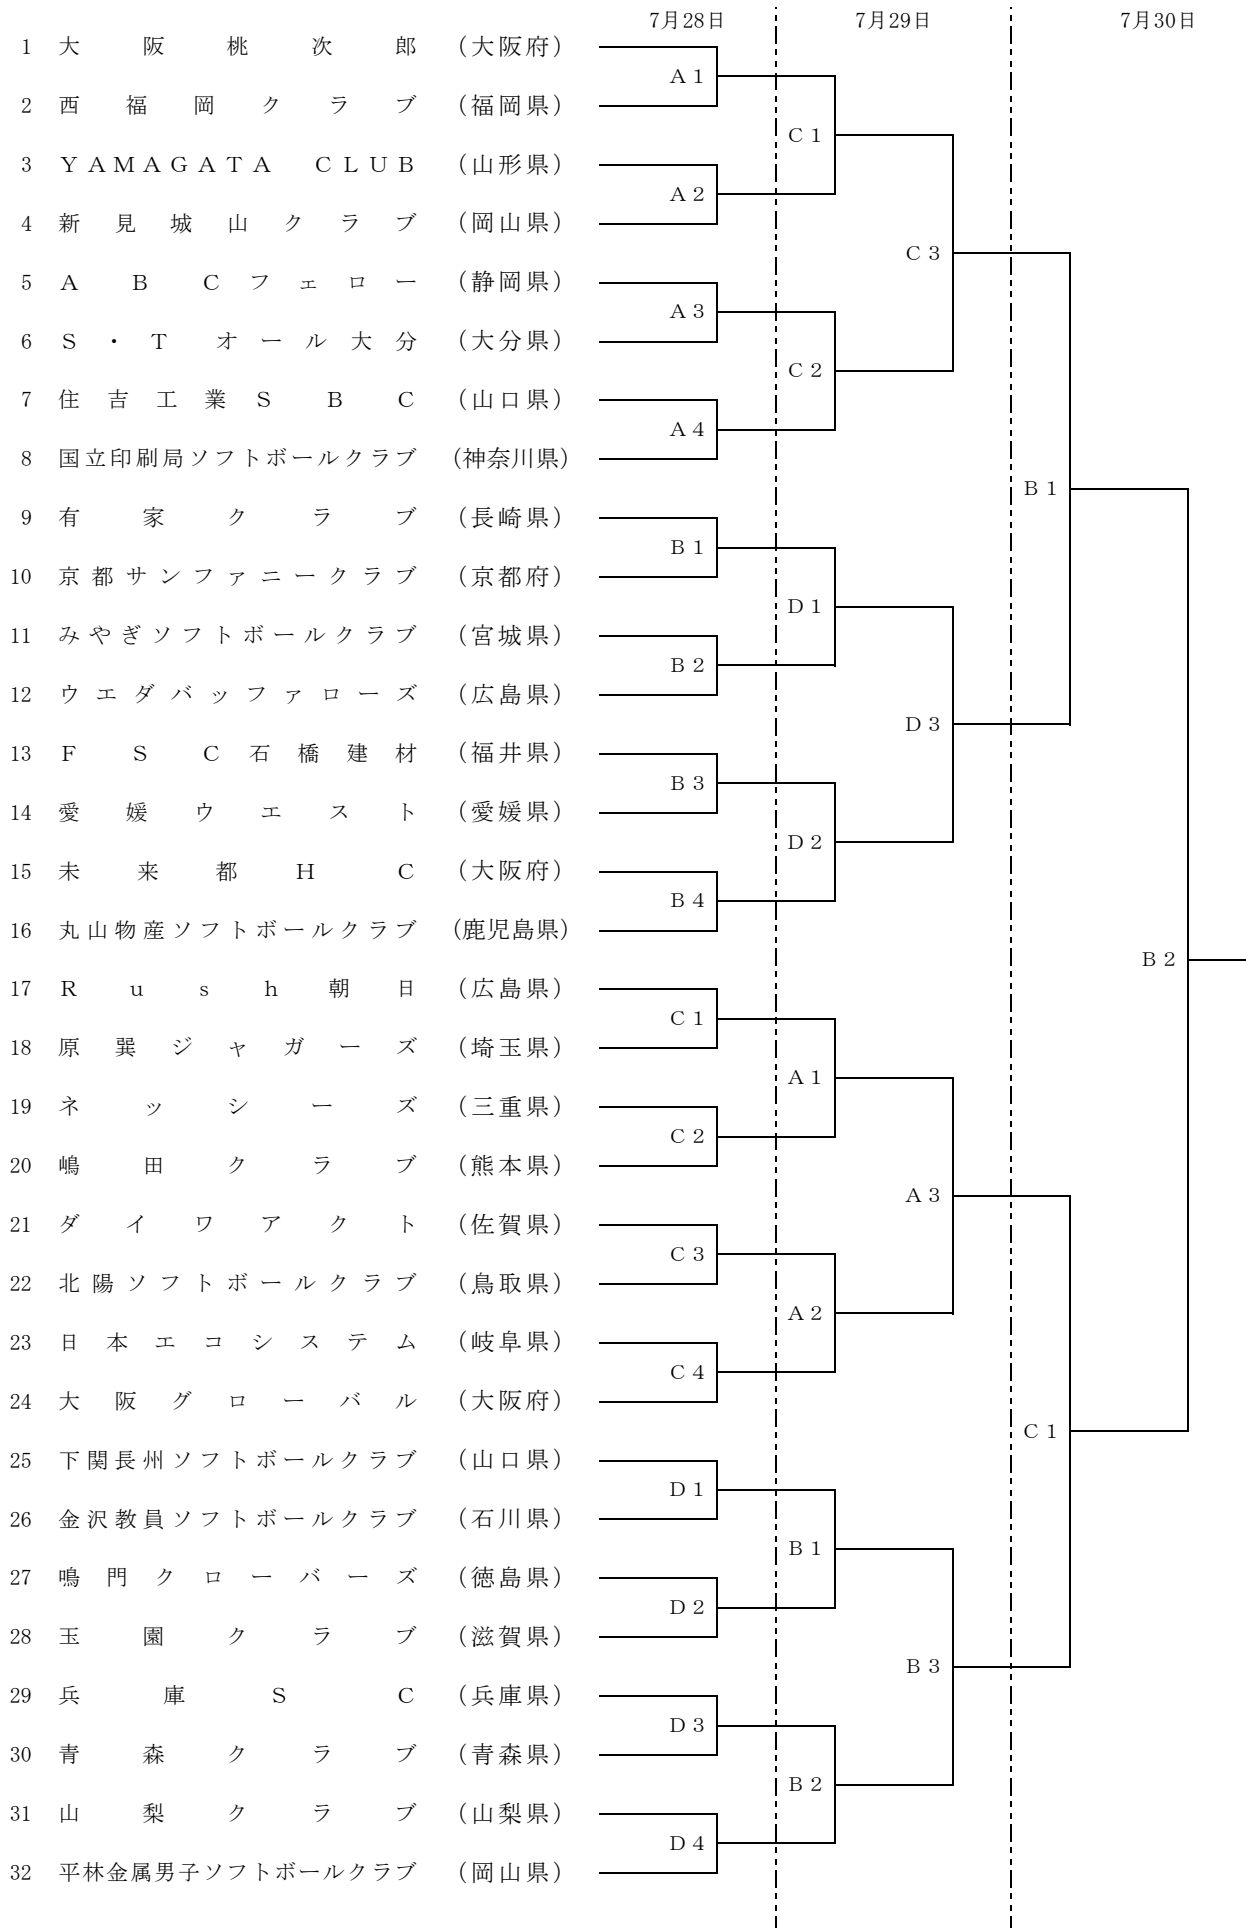 7月28日 7月29日 7月30日
1 大阪桃次郎 (大阪府)
A1
2 西福岡クラブ (福岡県)
C1
3 YAMAGATA CLUB (山形県)
A2
4 新見城山クラブ (岡山県)
C3
5 ABCフェロー (静岡県)
A3
6 S・Tオール大分 (大分県)
C2
7 住吉工業SBC (山口県)
A4
8 国立印刷局ソフトボールクラブ (神奈川県)
B1
9 有家クラブ (長崎県)
B1
10 京都サンファニークラブ (京都府)
D1
11 みやぎソフトボールクラブ (宮城県)
B2
12 ウエダバッファローズ (広島県)
D3
13 FSC石橋建材 (福井県)
B3
14 愛媛ウエスト (愛媛県)
D2
15 未来都HC (大阪府)
B4
16 丸山物産ソフトボールクラブ (鹿児島県)
B2
17 Rush朝日 (広島県)
C1
18 原巽ジャガーズ (埼玉県)
A1
19 ネッシーズ (三重県)
C2
20 嶋田クラブ (熊本県)
A3
21 ダイワアクト (佐賀県)
C3
22 北陽ソフトボールクラブ (鳥取県)
A2
23 日本エコシステム (岐阜県)
C4
24 大阪グローバル (大阪府)
C1
25 下関長州ソフトボールクラブ (山口県)
D1
26 金沢教員ソフトボールクラブ (石川県)
B1
27 鳴門クローバーズ (徳島県)
D2
28 玉園クラブ (滋賀県)
B3
29 兵庫SC (兵庫県)
D3
30 青森クラブ (青森県)
B2
31 山梨クラブ (山梨県)
D4
32 平林金属男子ソフトボールクラブ (岡山県)